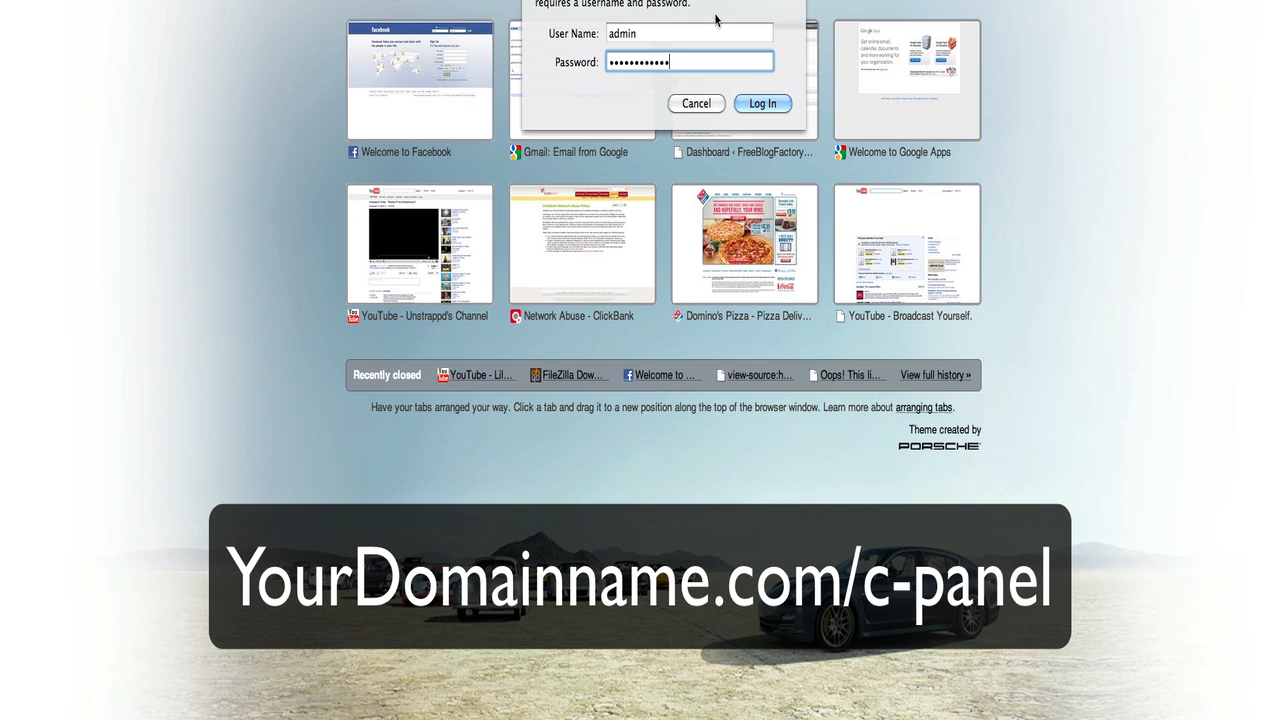 requires a username and password.
User Name: admin
Password: ••••••••••••
Cancel Log In
facebook
Welcome to Facebook
Gmail: Email from Google
Dashboard ‹ FreeBlogFactory...
Welcome to Google Apps
YouTube - Unstrappd's Channel
Network Abuse - ClickBank
Domino's Pizza - Pizza Deliv...
YouTube - Broadcast Yourself.
Recently closed YouTube - Lil... FileZilla Dow... Welcome to ... view-source:h... Oops! This li... View full history »
Have your tabs arranged your way. Click a tab and drag it to a new position along the top of the browser window. Learn more about arranging tabs.
Theme created by
PORSCHE
YourDomainname.com/c-panel